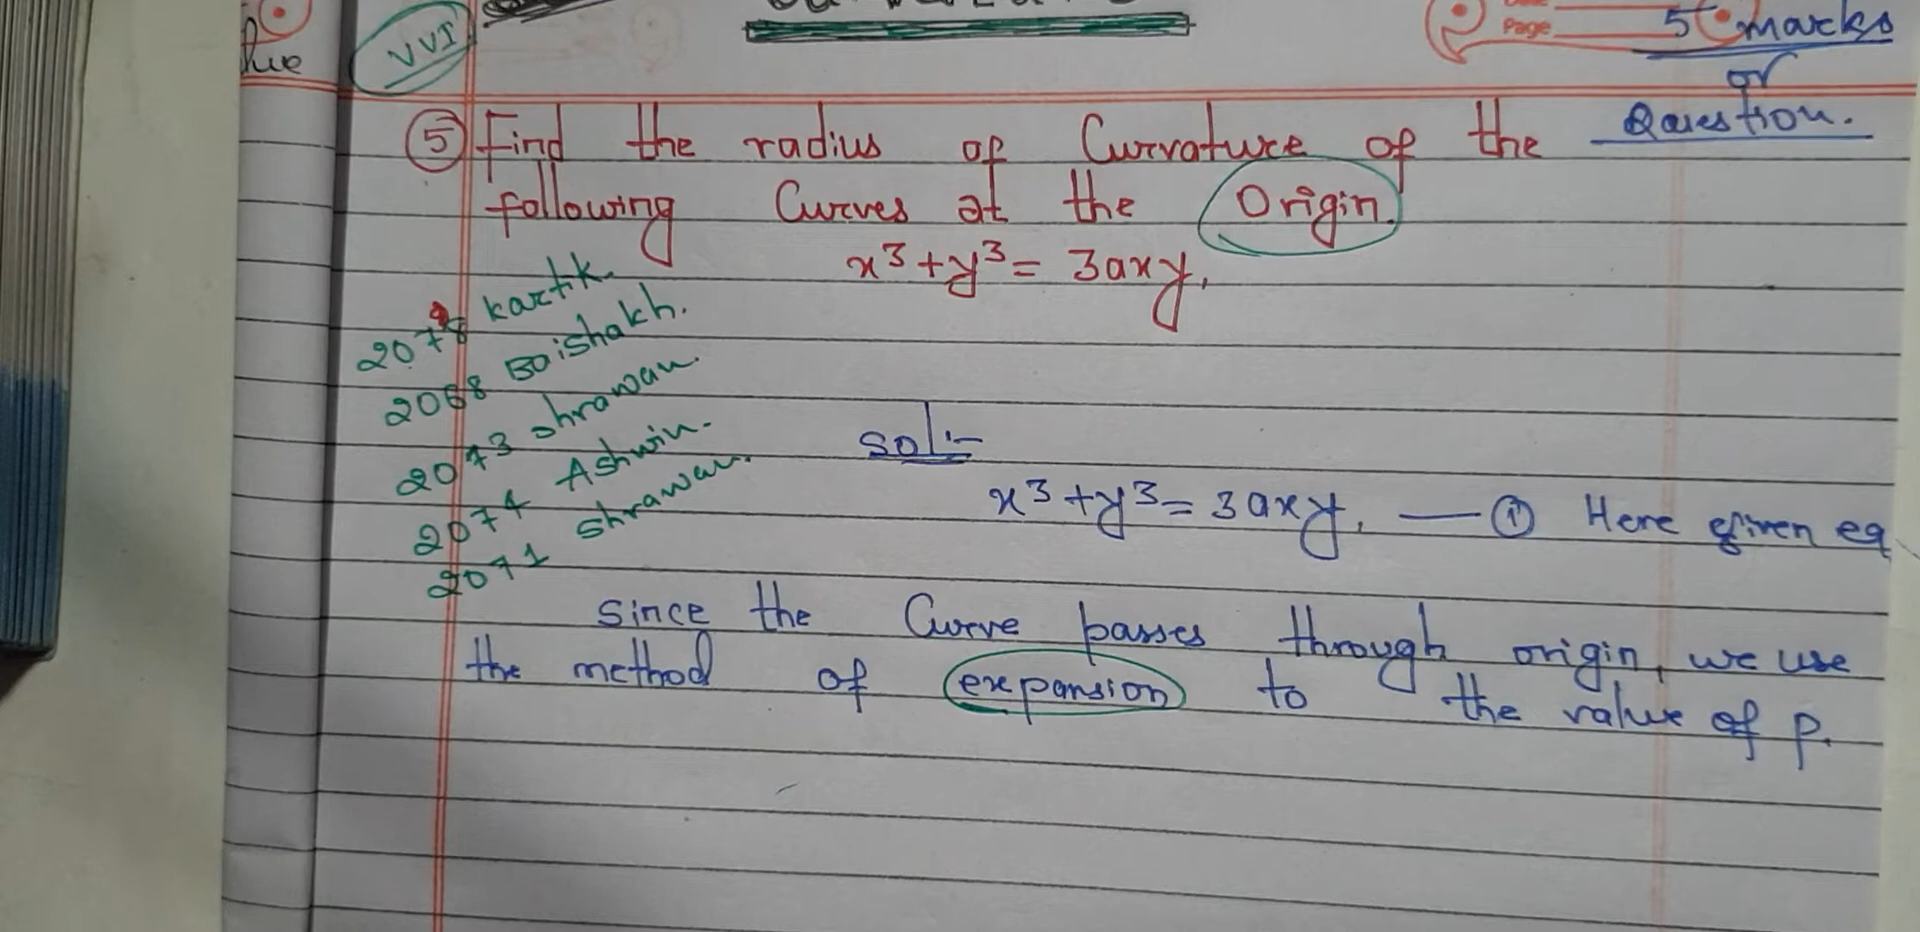 VVI
Page
5 marks
or
Question.
⑤ Find the radius of Curvature of the
following Curves at the Origin.
x³+y³= 3axy.
2078 kartik.
2068 Baishakh.
2073 shrawan.
2074 Ashwin.
2071 Shrawan.
Sol:-
x³+y³= 3axy. — ① Here given eq
Since the Curve passes through origin, we use
the method of expansion to the value of ρ.